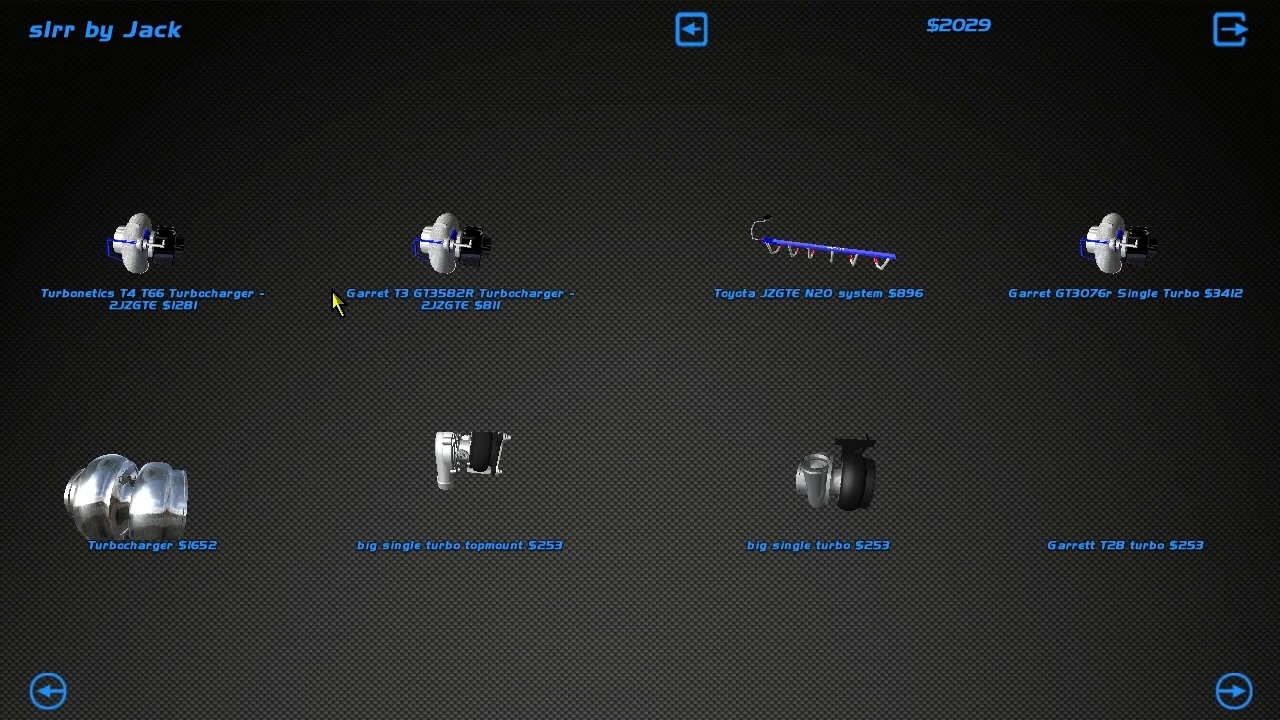 slrr by Jack
$2029
Turbonetics T4 T66 Turbocharger -
2JZGTE $1281
Garret T3 GT3582R Turbocharger -
2JZGTE $811
Toyota JZGTE N2O system $896
Garret GT3076r Single Turbo $3412
Turbocharger $1652
big single turbo topmount $253
big single turbo $253
Garrett T28 turbo $253